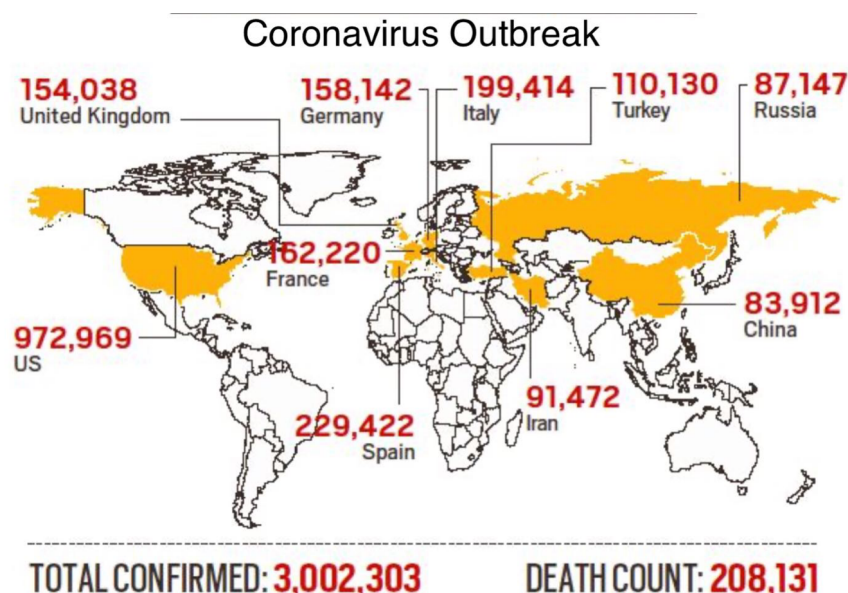 Coronavirus Outbreak
154,038
United Kingdom
158,142
Germany
199,414
Italy
110,130
Turkey
87,147
Russia
162,220
France
972,969
US
229,422
Spain
91,472
Iran
83,912
China
TOTAL CONFIRMED: 3,002,303
DEATH COUNT: 208,131